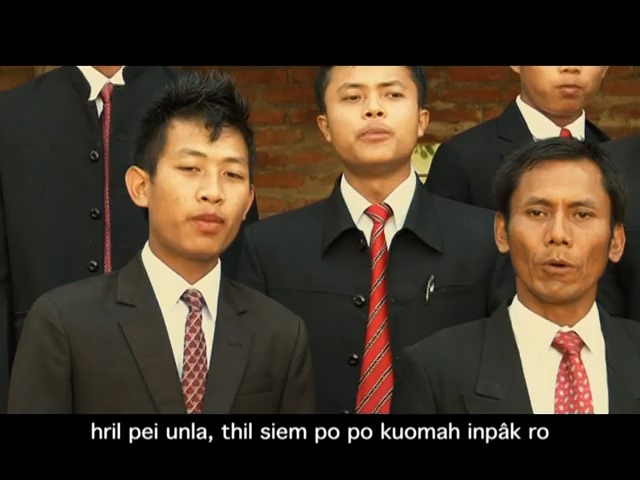 hril pei unla, thil siem po po kuomah inpâk ro